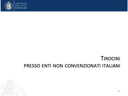 TIROCINI
PRESSO ENTI NON CONVENZIONATI ITALIANI